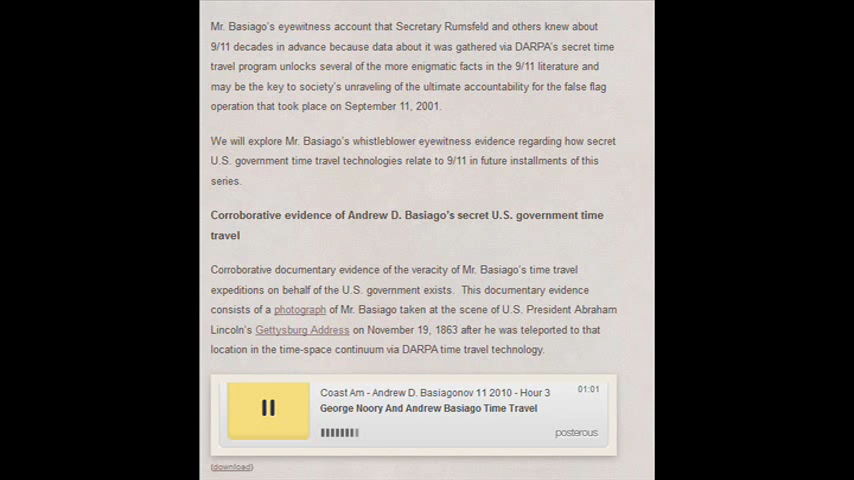 Mr. Basiago's eyewitness account that Secretary Rumsfeld and others knew about
9/11 decades in advance because data about it was gathered via DARPA's secret time
travel program unlocks several of the more enigmatic facts in the 9/11 literature and
may be the key to society's unraveling of the ultimate accountability for the false flag
operation that took place on September 11, 2001.
We will explore Mr. Basiago's whistleblower eyewitness evidence regarding how secret
U.S. government time travel technologies relate to 9/11 in future installments of this
series.
Corroborative evidence of Andrew D. Basiago's secret U.S. government time
travel
Corroborative documentary evidence of the veracity of Mr. Basiago's time travel
expeditions on behalf of the U.S. government exists.  This documentary evidence
consists of a photograph of Mr. Basiago taken at the scene of U.S. President Abraham
Lincoln's Gettysburg Address on November 19, 1863 after he was teleported to that
location in the time-space continuum via DARPA time travel technology.
Coast Am - Andrew D. Basiagonov 11 2010 - Hour 3
01:01
George Noory And Andrew Basiago Time Travel
posterous
(download)